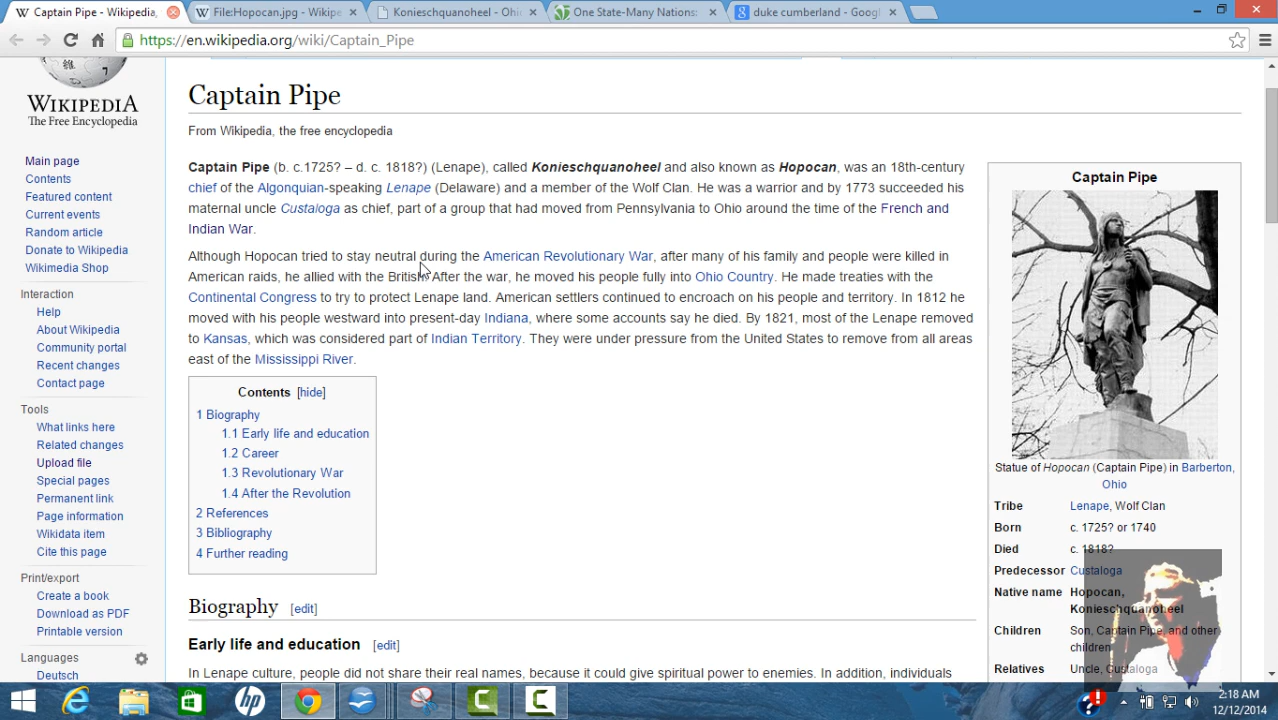 Captain Pipe - Wikipedia,
File:Hopocan.jpg - Wikipe
Konieschquanoheel - Ohi
One State-Many Nations:
duke cumberland - Googl
https://en.wikipedia.org/wiki/Captain_Pipe
WIKIPEDIA
The Free Encyclopedia
Main page
Contents
Featured content
Current events
Random article
Donate to Wikipedia
Wikimedia Shop
Interaction
Help
About Wikipedia
Community portal
Recent changes
Contact page
Tools
What links here
Related changes
Upload file
Special pages
Permanent link
Page information
Wikidata item
Cite this page
Print/export
Create a book
Download as PDF
Printable version
Languages
Deutsch
Captain Pipe
From Wikipedia, the free encyclopedia
Captain Pipe (b. c.1725? – d. c. 1818?) (Lenape), called Konieschquanoheel and also known as Hopocan, was an 18th-century
chief of the Algonquian-speaking Lenape (Delaware) and a member of the Wolf Clan. He was a warrior and by 1773 succeeded his
maternal uncle Custaloga as chief, part of a group that had moved from Pennsylvania to Ohio around the time of the French and
Indian War.
Although Hopocan tried to stay neutral during the American Revolutionary War, after many of his family and people were killed in
American raids, he allied with the British. After the war, he moved his people fully into Ohio Country. He made treaties with the
Continental Congress to try to protect Lenape land. American settlers continued to encroach on his people and territory. In 1812 he
moved with his people westward into present-day Indiana, where some accounts say he died. By 1821, most of the Lenape removed
to Kansas, which was considered part of Indian Territory. They were under pressure from the United States to remove from all areas
east of the Mississippi River.
Contents [hide]
1 Biography
1.1 Early life and education
1.2 Career
1.3 Revolutionary War
1.4 After the Revolution
2 References
3 Bibliography
4 Further reading
Biography [edit]
Early life and education [edit]
In Lenape culture, people did not share their real names, because it could give spiritual power to enemies. In addition, individuals
Captain Pipe
Statue of Hopocan (Captain Pipe) in Barberton,
Ohio
Tribe Lenape, Wolf Clan
Born c. 1725? or 1740
Died c. 1818?
Predecessor Custaloga
Native name Hopocan,
Konieschquanoheel
Children Son, Captain Pipe, and other
children
Relatives Uncle, Custaloga
2:18 AM
12/12/2014